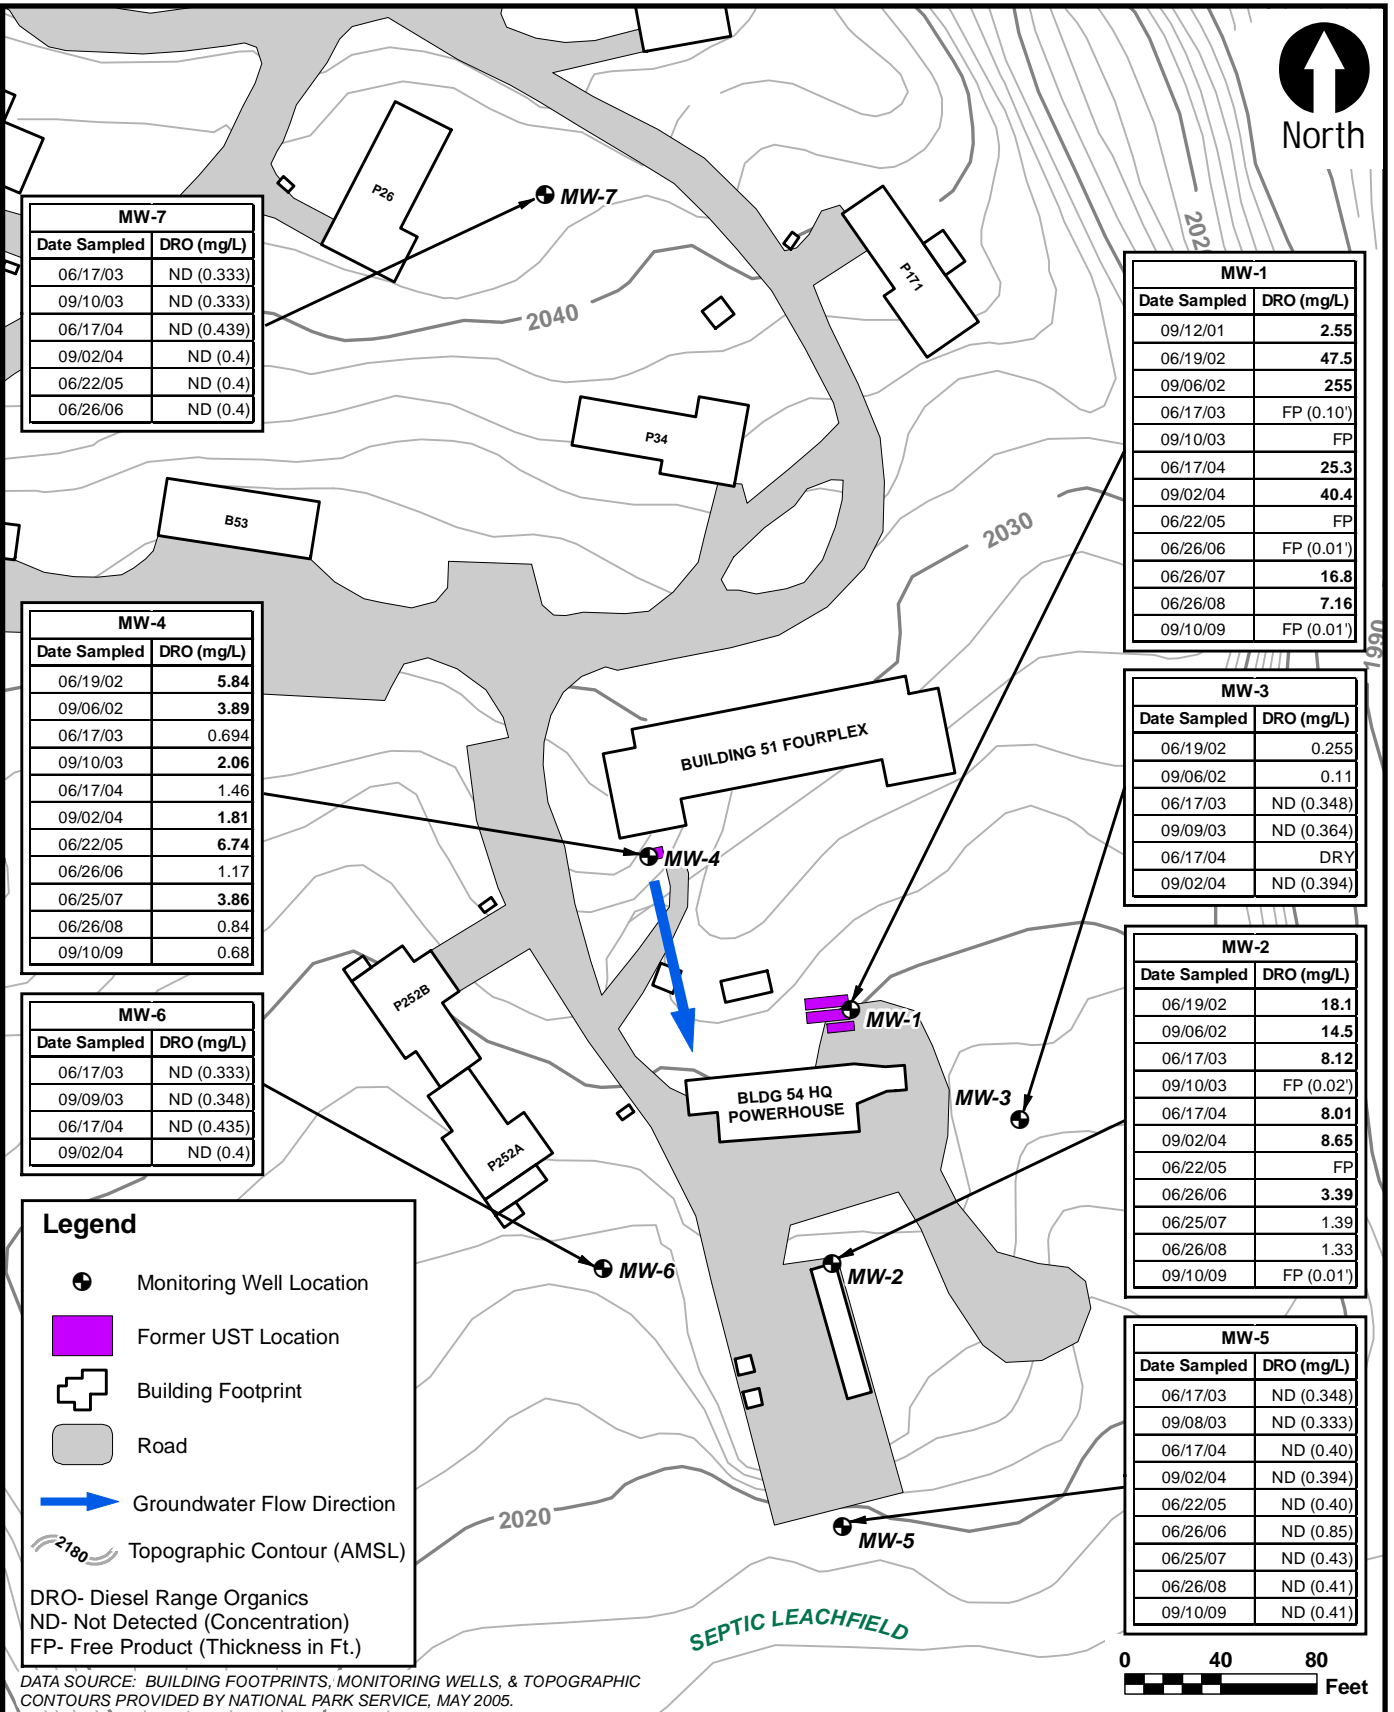 North
P26
MW-7
MW-7
Date Sampled DRO (mg/L)
06/17/03 ND (0.333)
09/10/03 ND (0.333)
06/17/04 ND (0.439)
09/02/04 ND (0.4)
06/22/05 ND (0.4)
06/26/06 ND (0.4)
P171
2040
MW-1
Date Sampled DRO (mg/L)
09/12/01 2.55
06/19/02 47.5
09/06/02 255
06/17/03 FP (0.10')
09/10/03 FP
06/17/04 25.3
09/02/04 40.4
06/22/05 FP
06/26/06 FP (0.01')
06/26/07 16.8
06/26/08 7.16
09/10/09 FP (0.01')
P34
B53
2030
1990
MW-4
Date Sampled DRO (mg/L)
06/19/02 5.84
09/06/02 3.89
06/17/03 0.694
09/10/03 2.06
06/17/04 1.46
09/02/04 1.81
06/22/05 6.74
06/26/06 1.17
06/25/07 3.86
06/26/08 0.84
09/10/09 0.68
BUILDING 51 FOURPLEX
MW-4
MW-3
Date Sampled DRO (mg/L)
06/19/02 0.255
09/06/02 0.11
06/17/03 ND (0.348)
09/09/03 ND (0.364)
06/17/04 DRY
09/02/04 ND (0.394)
MW-6
Date Sampled DRO (mg/L)
06/17/03 ND (0.333)
09/09/03 ND (0.348)
06/17/04 ND (0.435)
09/02/04 ND (0.4)
P252B
P252A
MW-1
BLDG 54 HQ
POWERHOUSE
MW-3
MW-2
Date Sampled DRO (mg/L)
06/19/02 18.1
09/06/02 14.5
06/17/03 8.12
09/10/03 FP (0.02')
06/17/04 8.01
09/02/04 8.65
06/22/05 FP
06/26/06 3.39
06/25/07 1.39
06/26/08 1.33
09/10/09 FP (0.01')
MW-6
MW-2
MW-5
Date Sampled DRO (mg/L)
06/17/03 ND (0.348)
09/08/03 ND (0.333)
06/17/04 ND (0.40)
09/02/04 ND (0.394)
06/22/05 ND (0.40)
06/26/06 ND (0.85)
06/25/07 ND (0.43)
06/26/08 ND (0.41)
09/10/09 ND (0.41)
2020
MW-5
SEPTIC LEACHFIELD
Legend
Monitoring Well Location
Former UST Location
Building Footprint
Road
Groundwater Flow Direction
2180 Topographic Contour (AMSL)
DRO- Diesel Range Organics
ND- Not Detected (Concentration)
FP- Free Product (Thickness in Ft.)
DATA SOURCE: BUILDING FOOTPRINTS, MONITORING WELLS, & TOPOGRAPHIC
CONTOURS PROVIDED BY NATIONAL PARK SERVICE, MAY 2005.
0 40 80
Feet